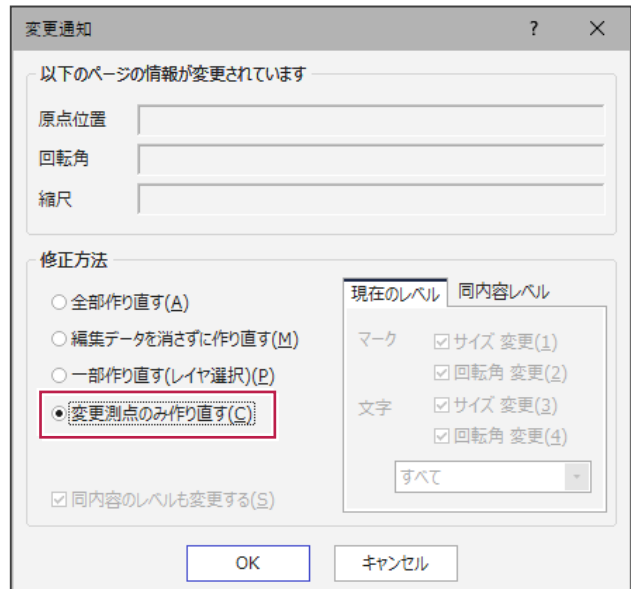 変更通知 ? ×
以下のページの情報が変更されています
原点位置
回転角
縮尺
修正方法
全部作り直す(A)
編集データを消さずに作り直す(M)
一部作り直す(レイヤ選択)(P)
変更測点のみ作り直す(C)
同内容のレベルも変更する(S)
現在のレベル 同内容レベル
マーク サイズ 変更(1)
回転角 変更(2)
文字 サイズ 変更(3)
回転角 変更(4)
すべて
OK キャンセル